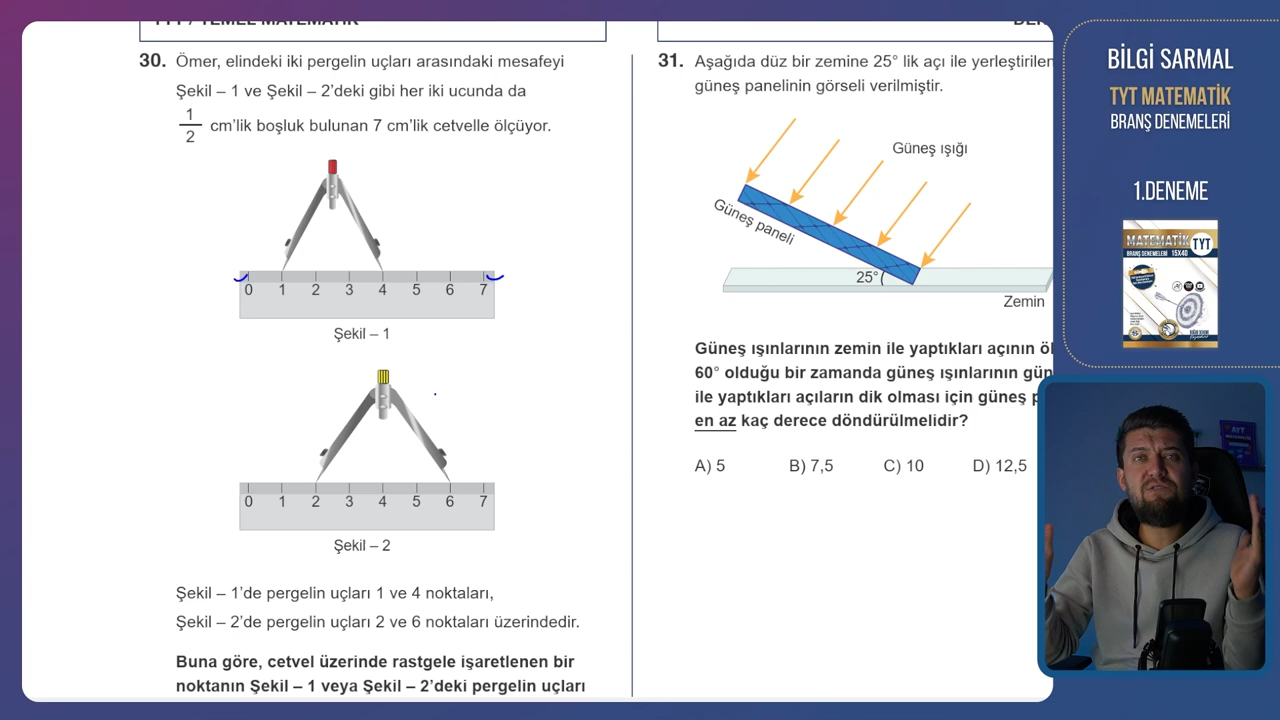 30. Ömer, elindeki iki pergelin uçları arasındaki mesafeyi
Şekil – 1 ve Şekil – 2’deki gibi her iki ucunda da
1/2 cm’lik boşluk bulunan 7 cm’lik cetvelle ölçüyor.
0 1 2 3 4 5 6 7
Şekil – 1
0 1 2 3 4 5 6 7
Şekil – 2
Şekil – 1’de pergelin uçları 1 ve 4 noktaları,
Şekil – 2’de pergelin uçları 2 ve 6 noktaları üzerindedir.
Buna göre, cetvel üzerinde rastgele işaretlenen bir
noktanın Şekil – 1 veya Şekil – 2’deki pergelin uçları
31. Aşağıda düz bir zemine 25° lik açı ile yerleştirilen
güneş panelinin görseli verilmiştir.
Güneş ışığı
Güneş paneli
25°
Zemin
Güneş ışınlarının zemin ile yaptıkları açının
60° olduğu bir zamanda güneş ışınlarının
ile yaptıkları açıların dik olması için güneş
en az kaç derece döndürülmelidir?
A) 5 B) 7,5 C) 10 D) 12,5
BİLGİ SARMAL
TYT MATEMATİK
BRANŞ DENEMELERİ
1.DENEME
MATEMATİK TYT
BRANŞ DENEMELERİ 15X40